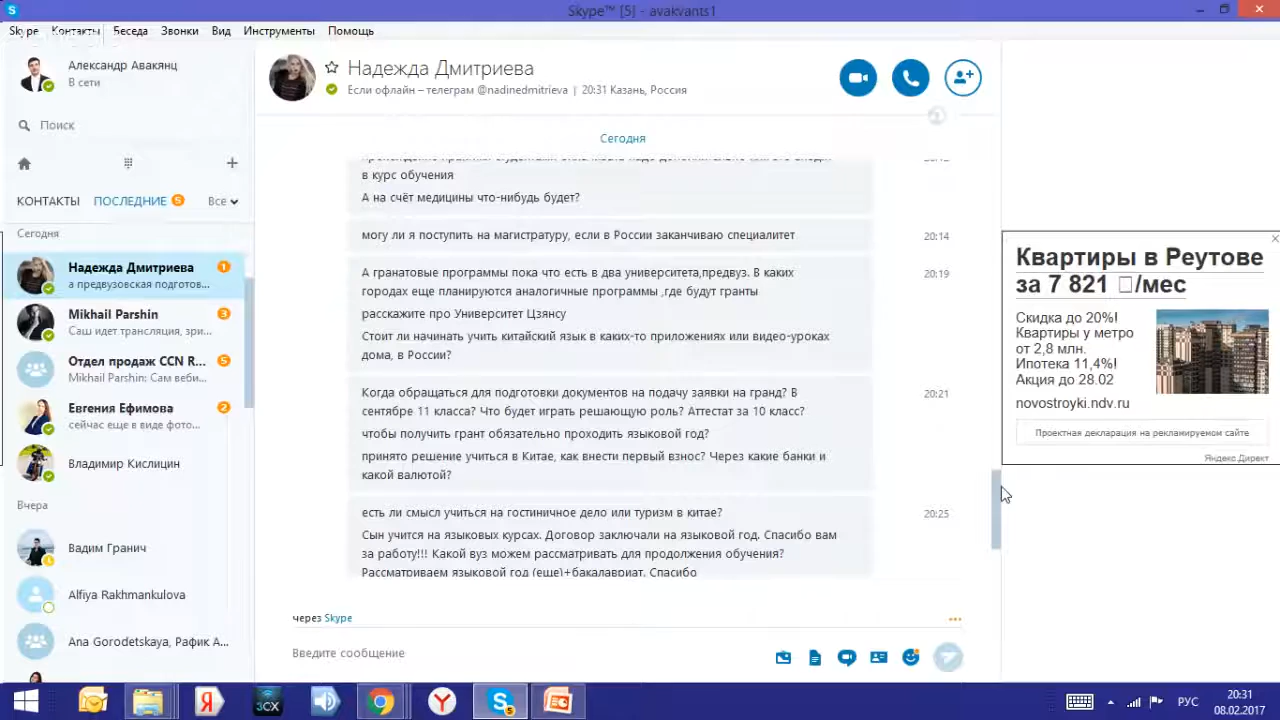 Skype™ [5] - avakvants1
Skype Контакты Беседа Звонки Вид Инструменты Помощь
Александр Авакянц
В сети
Поиск
КОНТАКТЫ ПОСЛЕДНИЕ 5 Все
Сегодня
Надежда Дмитриева 1
а предвузовская подготов...
Mikhail Parshin 3
Саш идет трансляция, зри...
Отдел продаж CCN R... 5
Mikhail Parshin: Сам веби...
Евгения Ефимова 2
сейчас еще в виде фото...
Владимир Кислицин
Вчера
Вадим Гранич
Alfiya Rakhmankulova
Ana Gorodetskaya, Рафик А...
Надежда Дмитриева
Если офлайн – телеграм @nadinedmitrieva | 20:31 Казань, Россия
Сегодня
в курс обучения
А на счёт медицины что-нибудь будет?
могу ли я поступить на магистратуру, если в России заканчиваю специалитет 20:14
А гранатовые программы пока что есть в два университета,предвуз. В каких 20:19
городах еще планируются аналогичные программы ,где будут гранты
расскажите про Университет Цзянсу
Стоит ли начинать учить китайский язык в каких-то приложениях или видео-уроках
дома, в России?
Когда обращаться для подготовки документов на подачу заявки на гранд? В 20:21
сентябре 11 класса? Что будет играть решающую роль? Аттестат за 10 класс?
чтобы получить грант обязательно проходить языковой год?
принято решение учиться в Китае, как внести первый взнос? Через какие банки и
какой валютой?
есть ли смысл учиться на гостиничное дело или туризм в китае? 20:25
Сын учится на языковых курсах. Договор заключали на языковой год. Спасибо вам
за работу!!! Какой вуз можем рассматривать для продолжения обучения?
Рассматриваем языковой год (еще)+бакалавриат. Спасибо
через Skype
Введите сообщение
Квартиры в Реутове
за 7 821 □/мес
Скидка до 20%!
Квартиры у метро
от 2,8 млн.
Ипотека 11,4%!
Акция до 28.02
novostroyki.ndv.ru
Проектная декларация на рекламируемом сайте
Яндекс.Директ
3CX
РУС
20:31
08.02.2017